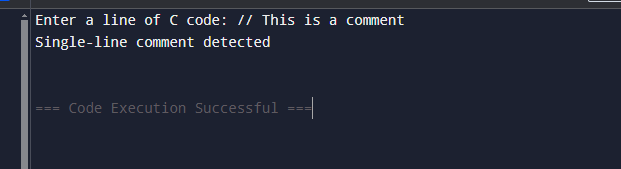 Enter a line of C code: // This is a comment
Single-line comment detected
=== Code Execution Successful ===